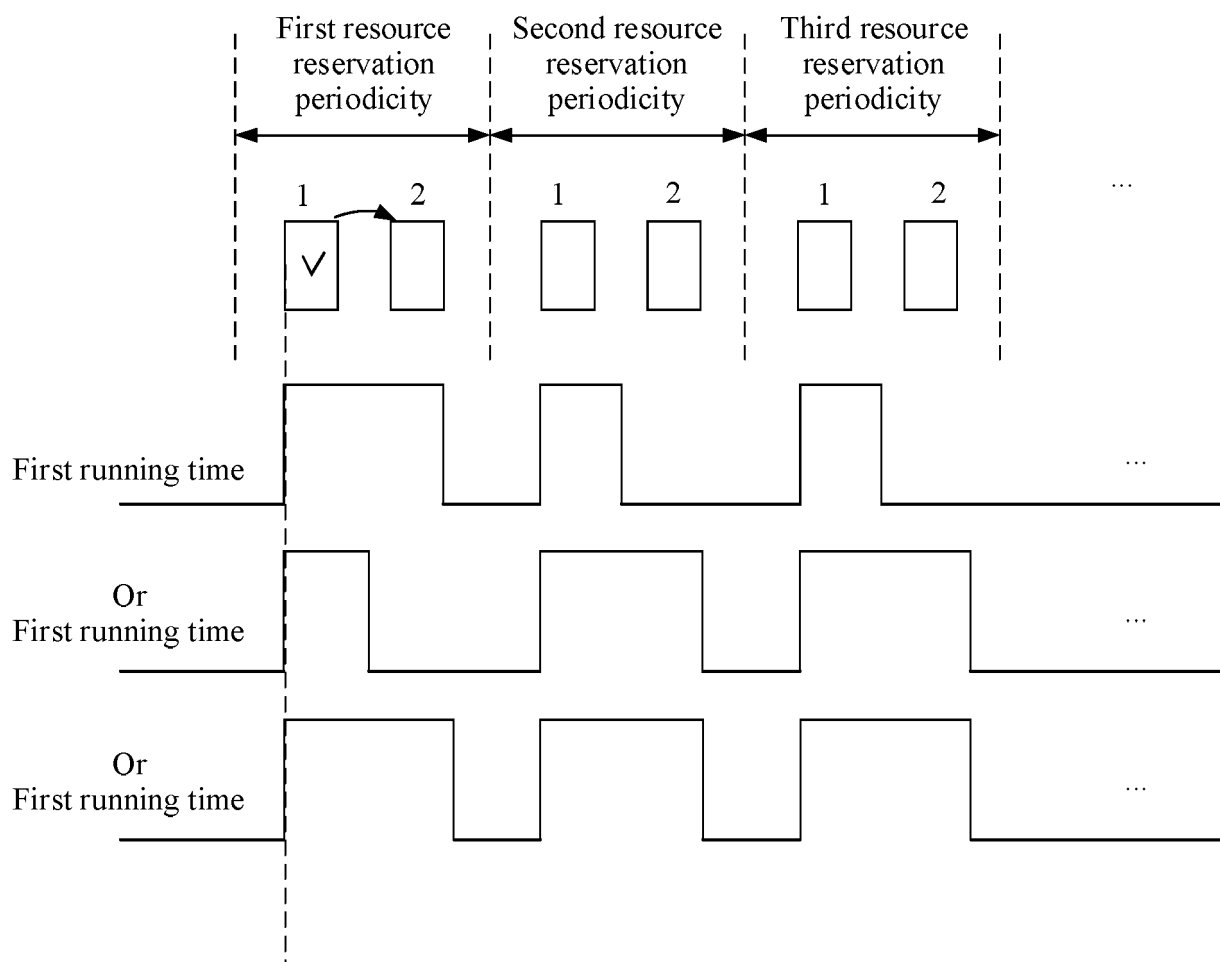 First resource Second resource Third resource
reservation reservation reservation
periodicity periodicity periodicity
1 2 1 2 1 2 ...
First running time ...
Or
First running time ...
Or
First running time ...